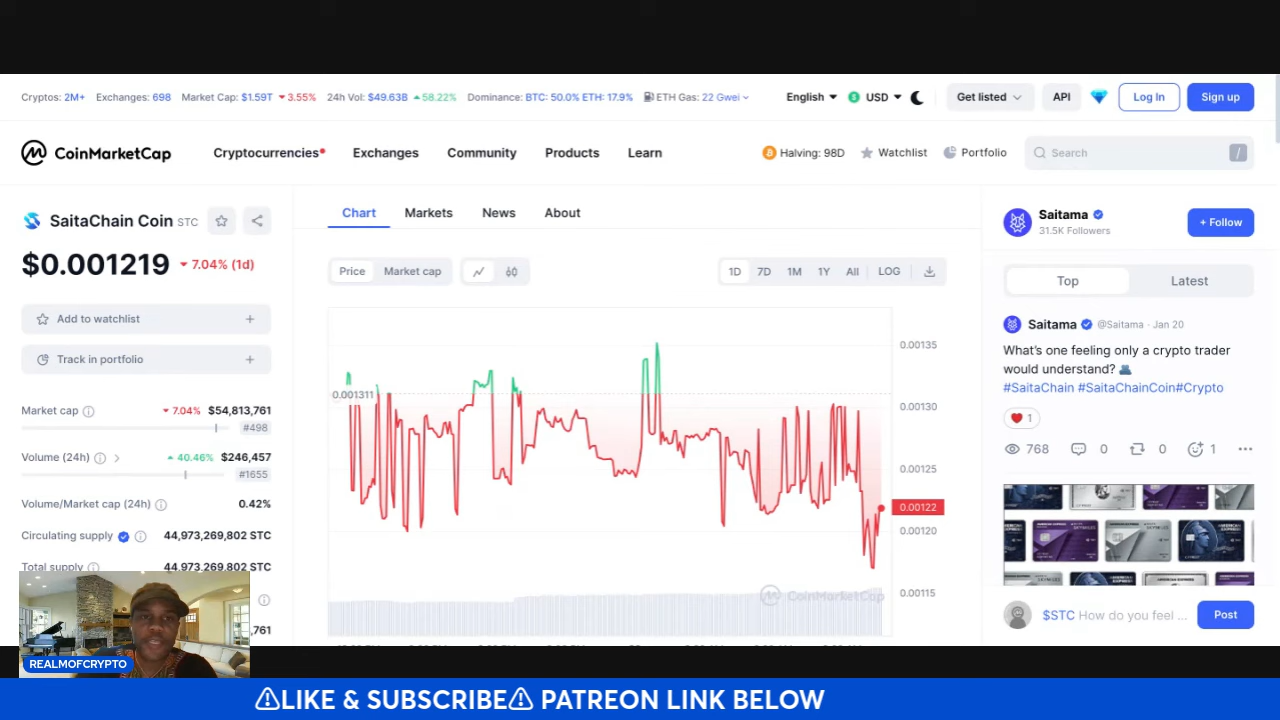 Cryptos: 2M+ Exchanges: 698 Market Cap: $1.59T 3.55% 24h Vol: $49.63B 58.22% Dominance: BTC: 50.0% ETH: 17.9% ETH Gas: 22 Gwei English USD Get listed API Log In Sign up
CoinMarketCap Cryptocurrencies Exchanges Community Products Learn Halving: 98D Watchlist Portfolio Search /
SaitaChain Coin STC
$0.001219 7.04% (1d)
Add to watchlist +
Track in portfolio +
Market cap 7.04% $54,813,761
#498
Volume (24h) 40.46% $246,457
#1655
Volume/Market cap (24h) 0.42%
Circulating supply 44,973,269,802 STC
Total supply 44,973,269,802 STC
,761
REALMOFCRYPTO
Chart Markets News About
Price Market cap 1D 7D 1M 1Y All LOG
0.001311
0.00135
0.00130
0.00125
0.00122
0.00120
0.00115
CoinMarketCap
Saitama
31.5K Followers
+ Follow
Top Latest
Saitama @Saitama · Jan 20
What's one feeling only a crypto trader
would understand?
#SaitaChain #SaitaChainCoin#Crypto
1
768 0 0 1
$STC How do you feel ... Post
⚠LIKE & SUBSCRIBE⚠ PATREON LINK BELOW